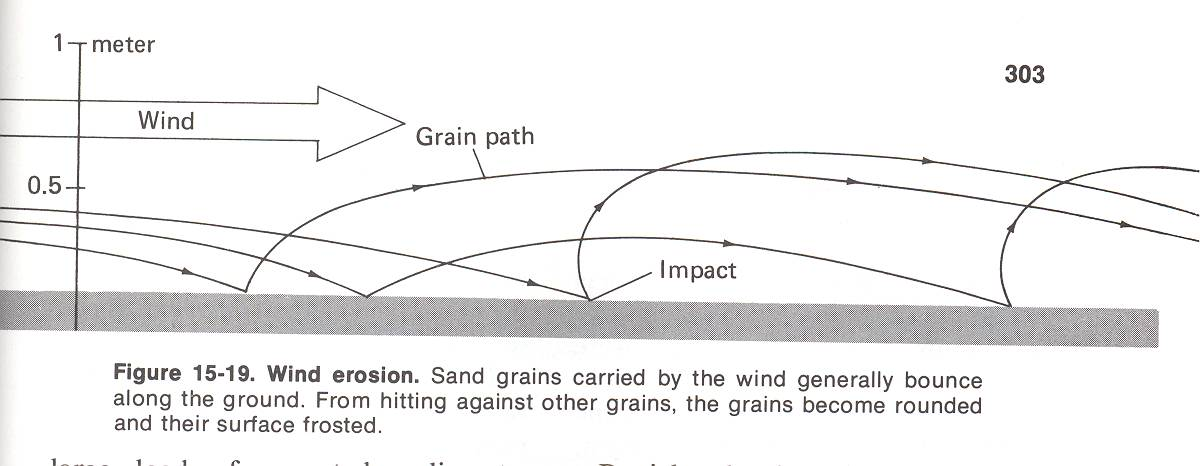 1 meter
303
Wind
Grain path
0.5
Impact
Figure 15-19. Wind erosion. Sand grains carried by the wind generally bounce
along the ground. From hitting against other grains, the grains become rounded
and their surface frosted.